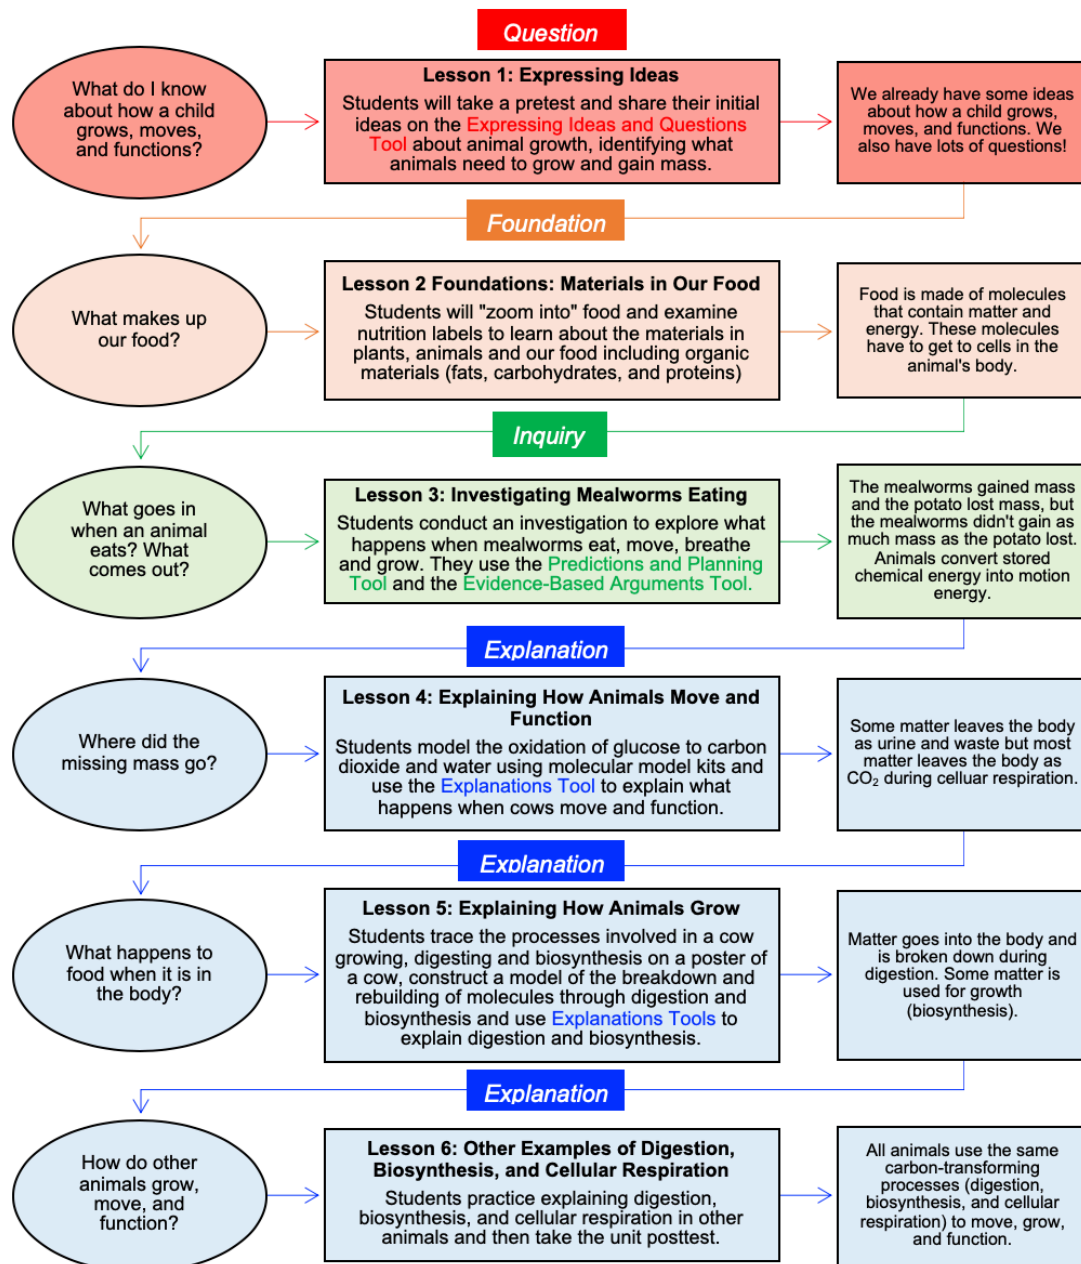 Question
What do I know
about how a child
grows, moves,
and functions?
Lesson 1: Expressing Ideas
Students will take a pretest and share their initial
ideas on the Expressing Ideas and Questions
Tool about animal growth, identifying what
animals need to grow and gain mass.
We already have some ideas
about how a child grows,
moves, and functions. We
also have lots of questions!
Foundation
What makes up
our food?
Lesson 2 Foundations: Materials in Our Food
Students will "zoom into" food and examine
nutrition labels to learn about the materials in
plants, animals and our food including organic
materials (fats, carbohydrates, and proteins)
Food is made of molecules
that contain matter and
energy. These molecules
have to get to cells in the
animal's body.
Inquiry
What goes in
when an animal
eats? What
comes out?
Lesson 3: Investigating Mealworms Eating
Students conduct an investigation to explore what
happens when mealworms eat, move, breathe
and grow. They use the Predictions and Planning
Tool and the Evidence-Based Arguments Tool.
The mealworms gained mass
and the potato lost mass, but
the mealworms didn't gain as
much mass as the potato lost.
Animals convert stored
chemical energy into motion
energy.
Explanation
Where did the
missing mass go?
Lesson 4: Explaining How Animals Move and
Function
Students model the oxidation of glucose to carbon
dioxide and water using molecular model kits and
use the Explanations Tool to explain what
happens when cows move and function.
Some matter leaves the body
as urine and waste but most
matter leaves the body as
CO₂ during celluar respiration.
Explanation
What happens to
food when it is in
the body?
Lesson 5: Explaining How Animals Grow
Students trace the processes involved in a cow
growing, digesting and biosynthesis on a poster of
a cow, construct a model of the breakdown and
rebuilding of molecules through digestion and
biosynthesis and use Explanations Tools to
explain digestion and biosynthesis.
Matter goes into the body and
is broken down during
digestion. Some matter is
used for growth
(biosynthesis).
Explanation
How do other
animals grow,
move, and
function?
Lesson 6: Other Examples of Digestion,
Biosynthesis, and Cellular Respiration
Students practice explaining digestion,
biosynthesis, and cellular respiration in other
animals and then take the unit posttest.
All animals use the same
carbon-transforming
processes (digestion,
biosynthesis, and cellular
respiration) to move, grow,
and function.